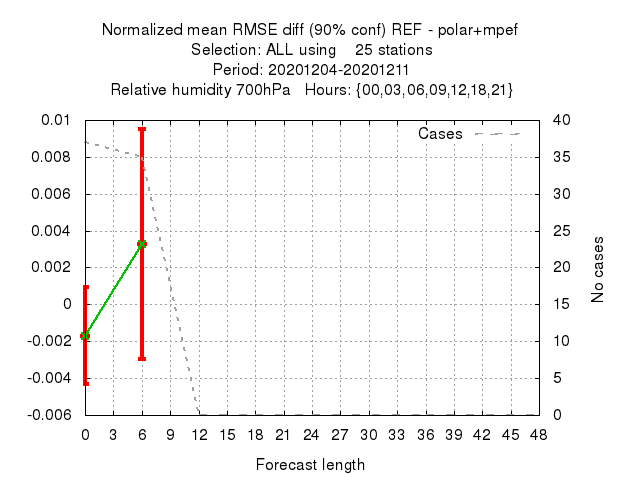 Normalized mean RMSE diff (90% conf) REF - polar+mpef
Selection: ALL using    25 stations
Period: 20201204-20201211
Relative humidity 700hPa   Hours: {00,03,06,09,12,18,21}
0.01
0.008
0.006
0.004
0.002
0
-0.002
-0.004
-0.006
Cases
40
35
30
25
20
15
10
5
0
No cases
0 3 6 9 12 15 18 21 24 27 30 33 36 39 42 45 48
Forecast length